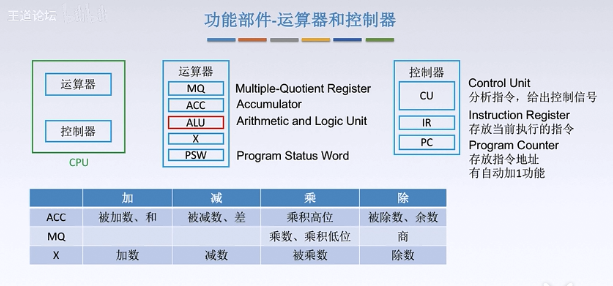 王道论坛
功能部件-运算器和控制器
运算器
控制器
CPU
运算器
MQ
ACC
ALU
X
PSW
Multiple-Quotient Register
Accumulator
Arithmetic and Logic Unit
Program Status Word
控制器
CU
IR
PC
Control Unit
分析指令，给出控制信号
Instruction Register
存放当前执行的指令
Program Counter
存放指令地址
有自动加1功能
加 减 乘 除
ACC 被加数、和 被减数、差 乘积高位 被除数、余数
MQ 乘数、乘积低位 商
X 加数 减数 被乘数 除数